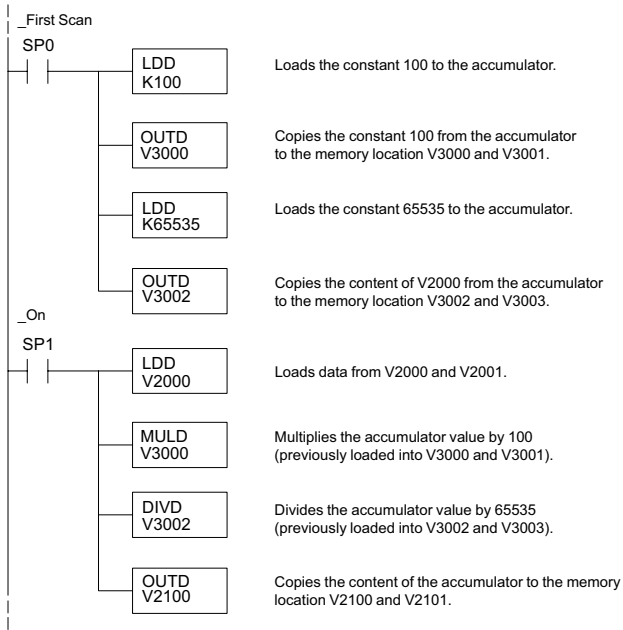 _First Scan
SP0
LDD
K100
Loads the constant 100 to the accumulator.
OUTD
V3000
Copies the constant 100 from the accumulator
to the memory location V3000 and V3001.
LDD
K65535
Loads the constant 65535 to the accumulator.
OUTD
V3002
Copies the content of V2000 from the accumulator
to the memory location V3002 and V3003.
_On
SP1
LDD
V2000
Loads data from V2000 and V2001.
MULD
V3000
Multiplies the accumulator value by 100
(previously loaded into V3000 and V3001).
DIVD
V3002
Divides the accumulator value by 65535
(previously loaded into V3002 and V3003).
OUTD
V2100
Copies the content of the accumulator to the memory
location V2100 and V2101.